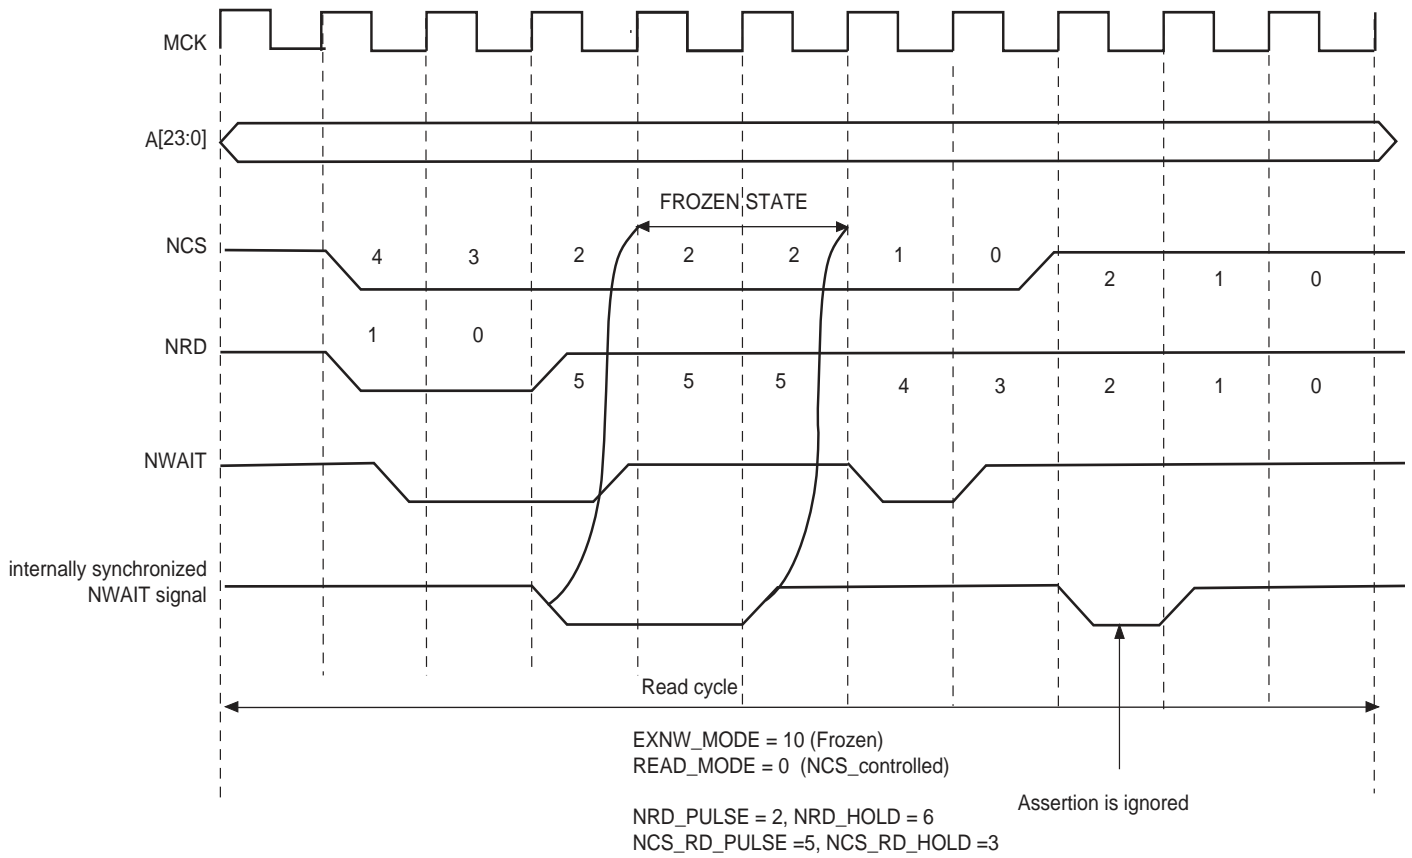 MCK
A[23:0]
FROZEN STATE
NCS
4 3 2 2 2 1 0
2 1 0
1 0
NRD
5 5 5 4 3 2 1 0
NWAIT
internally synchronized
NWAIT signal
Read cycle
EXNW_MODE = 10 (Frozen)
READ_MODE = 0 (NCS_controlled)
Assertion is ignored
NRD_PULSE = 2, NRD_HOLD = 6
NCS_RD_PULSE =5, NCS_RD_HOLD =3